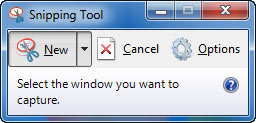 Snipping Tool
New Cancel Options
Select the window you want to
capture.
?